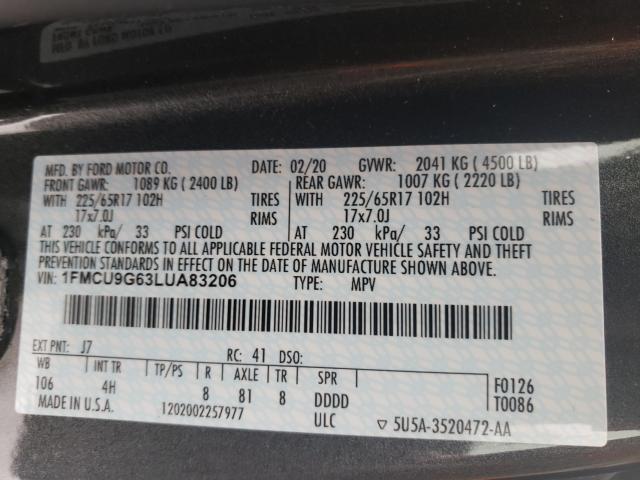 MFD. BY FORD MOTOR CO. DATE: 02/20 GVWR: 2041 KG ( 4500 LB)
FRONT GAWR: 1089 KG ( 2400 LB) REAR GAWR: 1007 KG ( 2220 LB)
WITH 225/65R17 102H TIRES WITH 225/65R17 102H TIRES
17x7.0J RIMS 17x7.0J RIMS
AT 230 kPa/ 33 PSI COLD AT 230 kPa/ 33 PSI COLD
THIS VEHICLE CONFORMS TO ALL APPLICABLE FEDERAL MOTOR VEHICLE SAFETY AND THEFT
PREVENTION STANDARDS IN EFFECT ON THE DATE OF MANUFACTURE SHOWN ABOVE.
VIN: 1FMCU9G63LUA83206 TYPE: MPV
EXT PNT: J7 RC: 41 DSO:
WB INT TR TP/PS R AXLE TR SPR
106 4H 8 81 8 DDDD F0126
MADE IN U.S.A. 1202002257977 ULC T0086
▽ 5U5A-3520472-AA